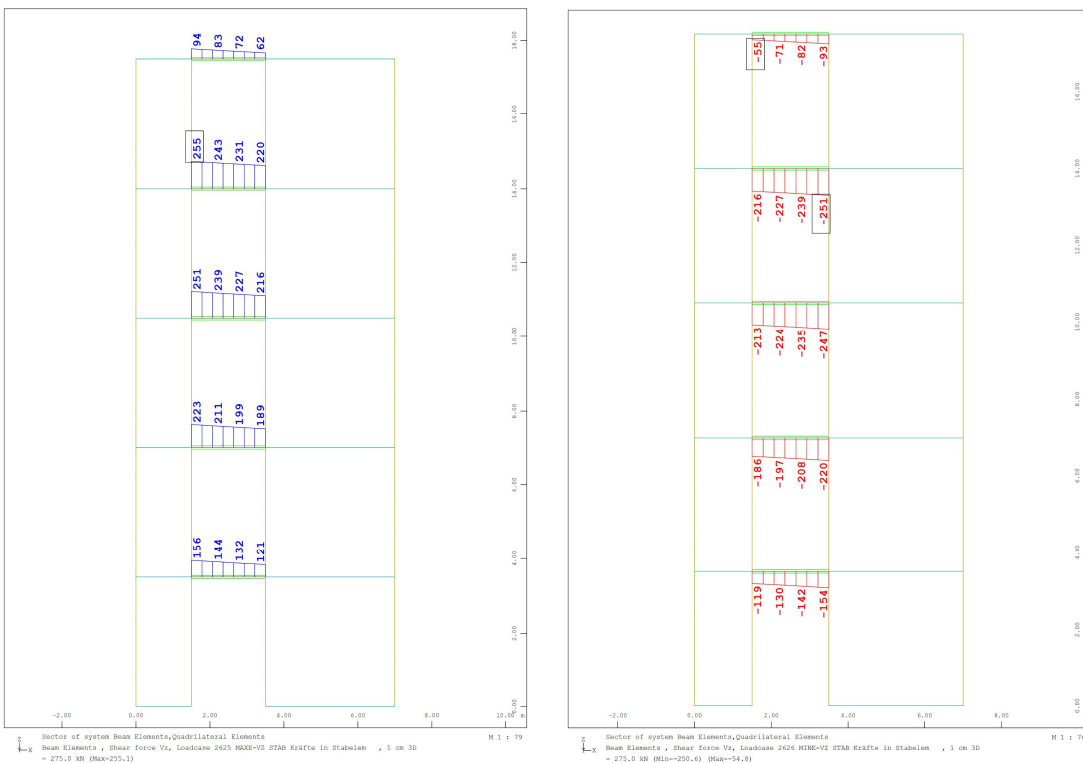 94 83 72 62
255 243 231 220
251 239 227 216
223 211 199 189
156 144 132 121
18.00
16.00
14.00
12.00
10.00
8.00
6.00
4.00
2.00
0.00
-2.00 0.00 2.00 4.00 6.00 8.00 10.00 m
Z
X
Sector of system Beam Elements,Quadrilateral Elements M 1 : 79
Beam Elements , Shear force Vz, Loadcase 2625 MAXE-VZ STAB Kräfte in Stabelem , 1 cm 3D
= 275.0 kN (Max=255.1)
-55 -71 -82 -93
-216 -227 -239 -251
-213 -224 -235 -247
-186 -197 -208 -220
-119 -130 -142 -154
16.00
14.00
12.00
10.00
8.00
6.00
2.00
0.00
-2.00 0.00 2.00 4.00 6.00 8.00
Z
X
Sector of system Beam Elements,Quadrilateral Elements
Beam Elements , Shear force Vz, Loadcase 2626 MINE-VZ STAB Kräfte in Stabelem , 1 cm 3D
= 275.0 kN (Min=-250.6) (Max=-54.8)